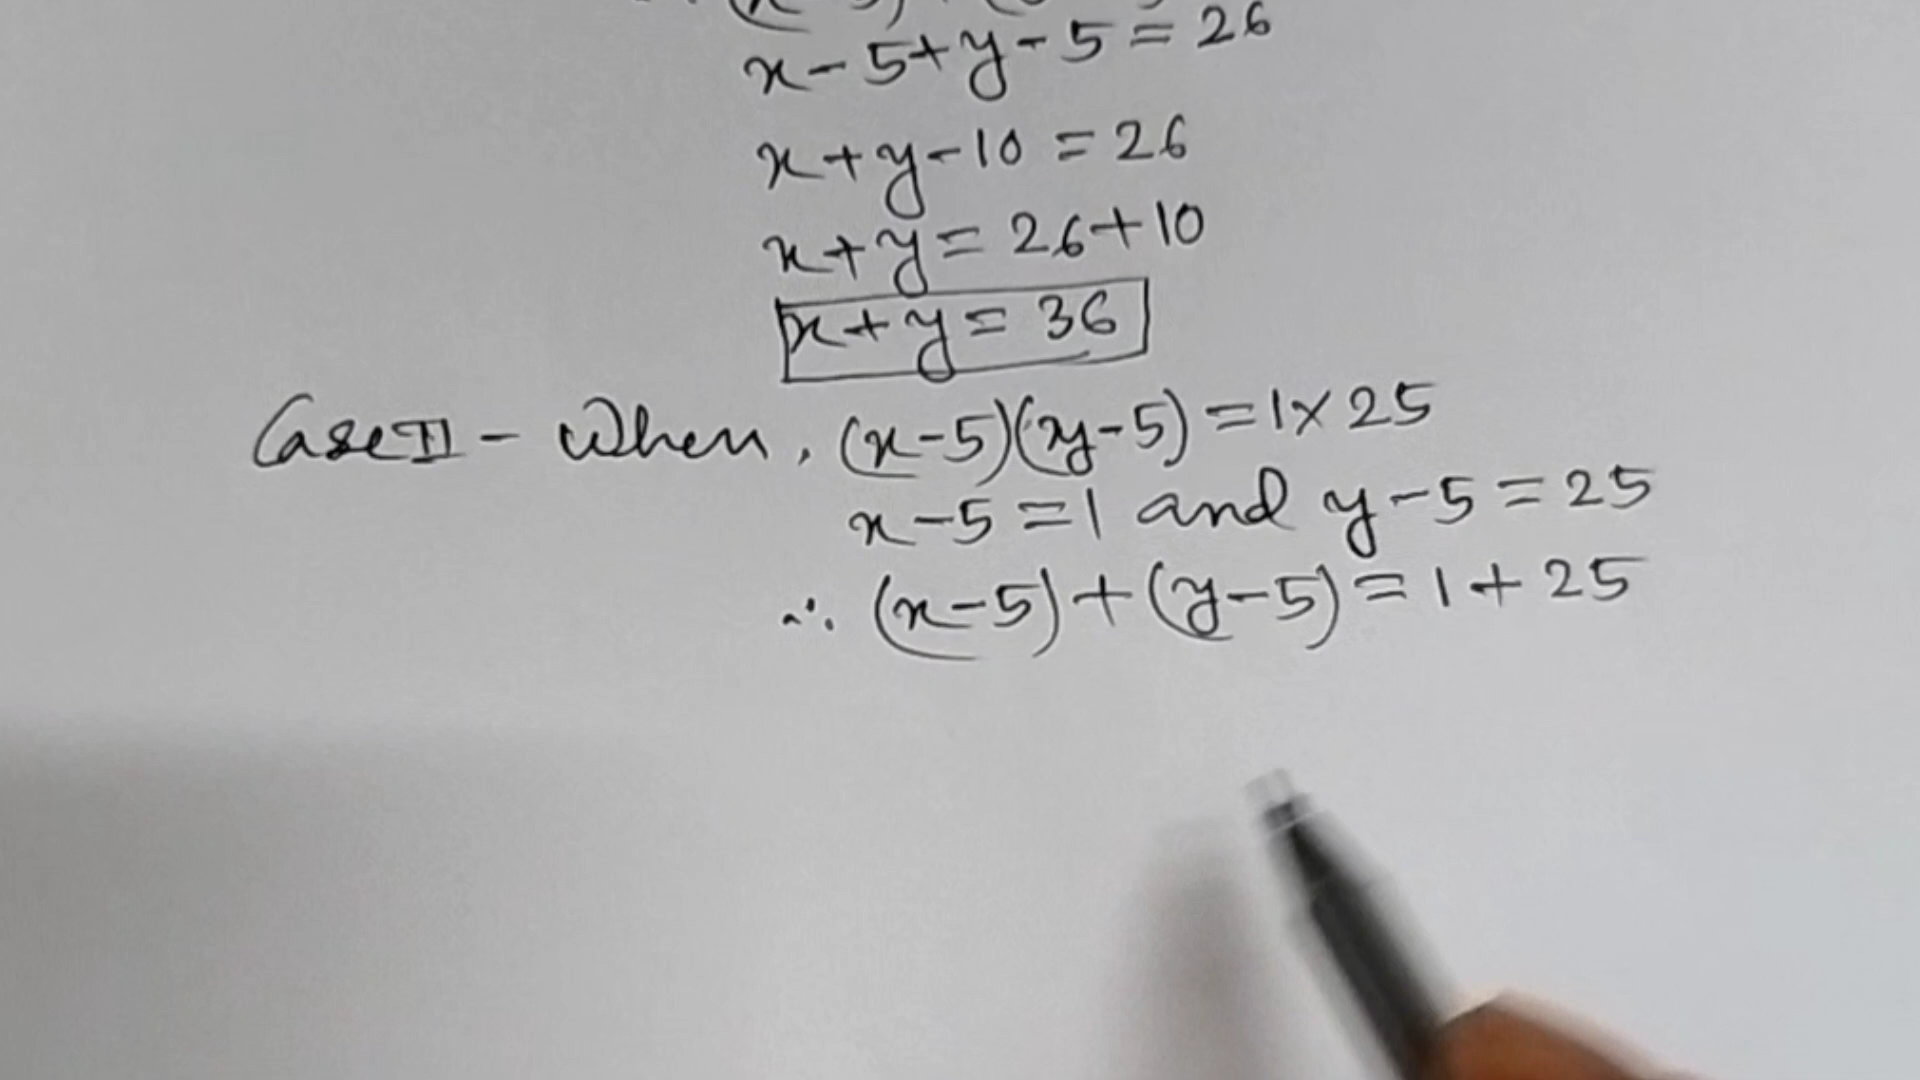 x-5+y-5=26
x+y-10=26
x+y=26+10
x+y=36
Case II - When, (x-5)(y-5)=1×25
x-5=1 and y-5=25
∴ (x-5)+(y-5)=1+25